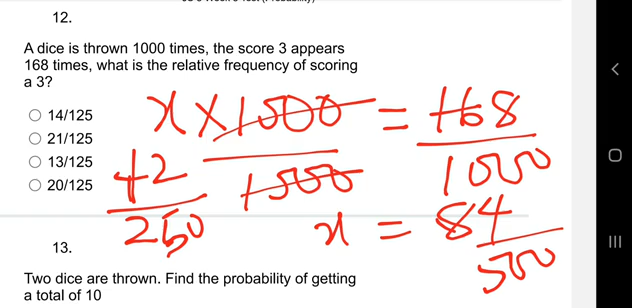 12.
A dice is thrown 1000 times, the score 3 appears
168 times, what is the relative frequency of scoring
a 3?
14/125
21/125
13/125
20/125
x × 1000 = 168
1000 1000
42
250
x = 84
500
13.
Two dice are thrown. Find the probability of getting
a total of 10